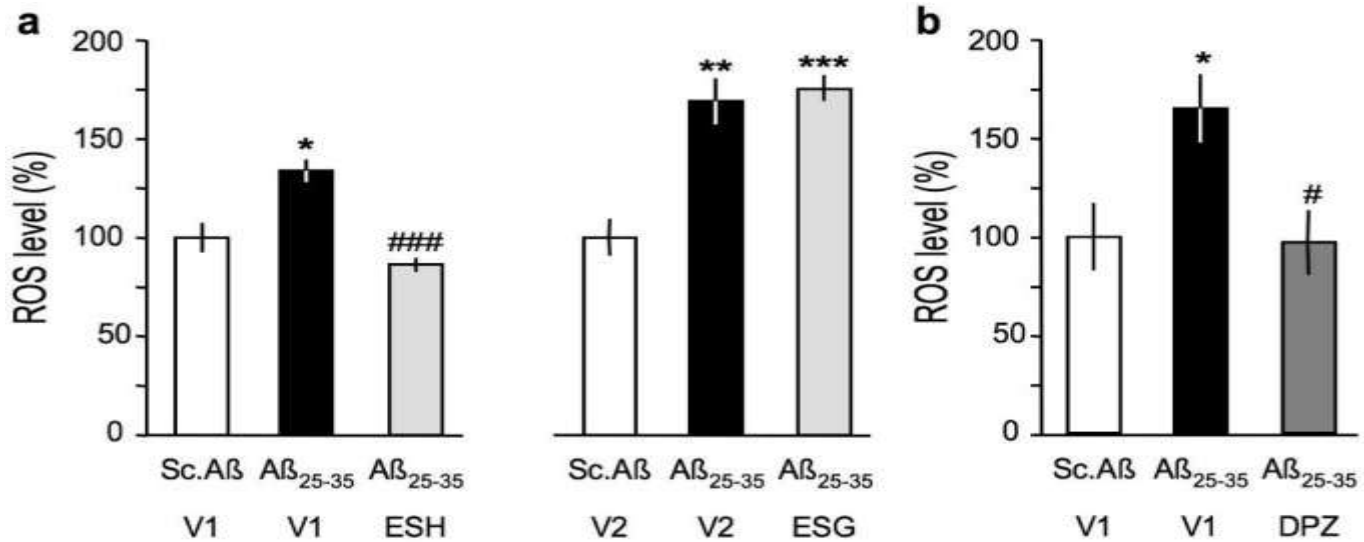 a
b
ROS level (%)
200
150
100
50
0
*
###
**
***
Sc.Aß Aß25-35 Aß25-35
V1 V1 ESH
Sc.Aß Aß25-35 Aß25-35
V2 V2 ESG
ROS level (%)
200
150
100
50
0
*
#
Sc.Aß Aß25-35 Aß25-35
V1 V1 DPZ